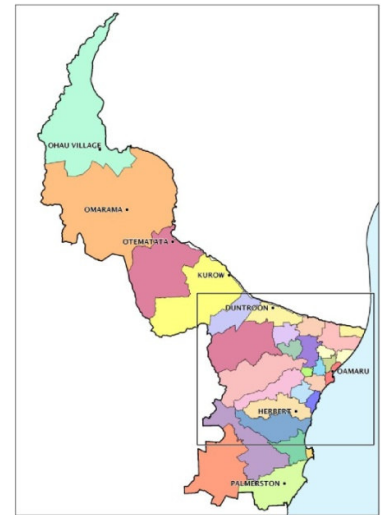 OHAU VILLAGE
OMARAMA
OTEMATATA
KUROW
DUNTROON
OAMARU
HERBERT
PALMERSTON